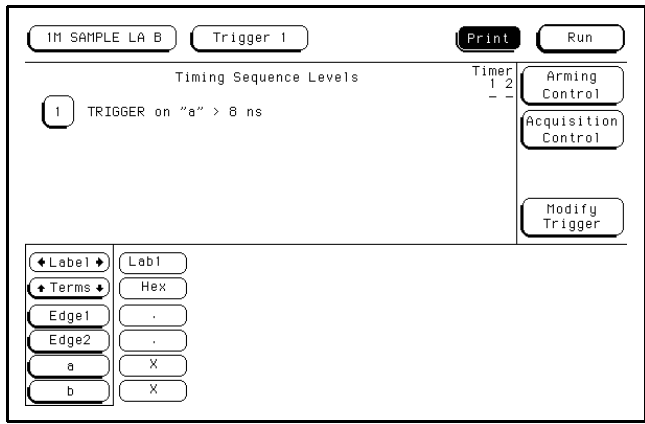 1M SAMPLE LA B Trigger 1 Print Run
Timing Sequence Levels
Timer
1 2
- -
1 TRIGGER on "a" > 8 ns
Arming
Control
Acquisition
Control
Modify
Trigger
Label Lab1
Terms Hex
Edge1 .
Edge2 .
a X
b X